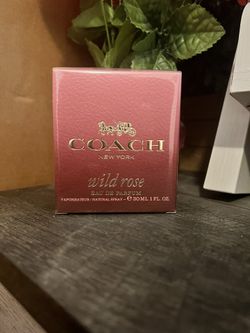 COACH
NEW YORK
wild rose
EAU DE PARFUM
VAPORISATEUR / NATURAL SPRAY - ℮ 30 ML 1 FL. OZ.